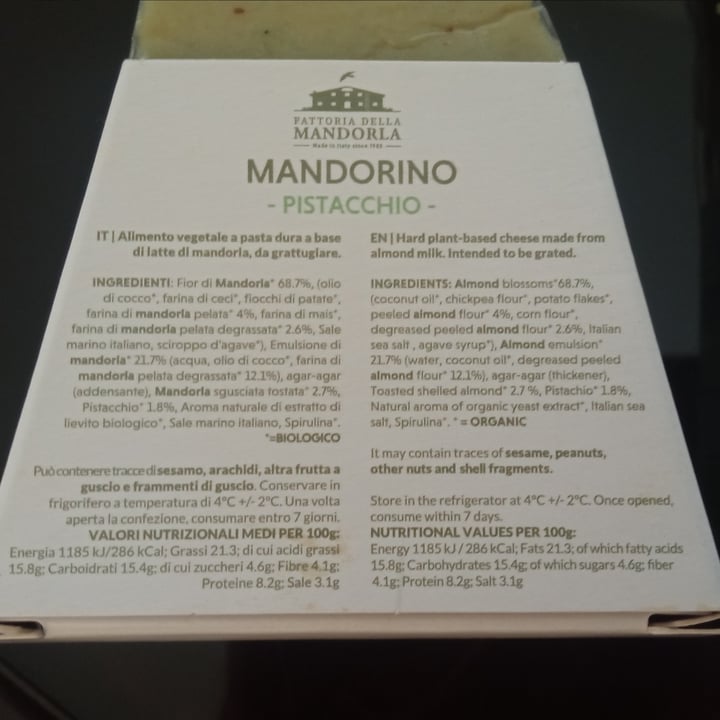 FATTORIA DELLA
MANDORLA
Made in Italy since 1985
MANDORINO
- PISTACCHIO -
IT | Alimento vegetale a pasta dura a base
di latte di mandorla, da grattugiare.
INGREDIENTI: Fior di Mandorla* 68.7%, (olio
di cocco*, farina di ceci*, fiocchi di patate*,
farina di mandorla pelata* 4%, farina di mais*,
farina di mandorla pelata degrassata* 2.6%, Sale
marino italiano, sciroppo d'agave*), Emulsione di
mandorla* 21.7% (acqua, olio di cocco*, farina di
mandorla pelata degrassata* 12.1%), agar-agar
(addensante), Mandorla sgusciata tostata* 2.7%,
Pistacchio* 1.8%, Aroma naturale di estratto di
lievito biologico*, Sale marino italiano, Spirulina*.
*=BIOLOGICO
Può contenere tracce di sesamo, arachidi, altra frutta a
guscio e frammenti di guscio. Conservare in
frigorifero a temperatura di 4°C +/- 2°C. Una volta
aperta la confezione, consumare entro 7 giorni.
VALORI NUTRIZIONALI MEDI PER 100g:
Energia 1185 kJ/286 kCal; Grassi 21.3; di cui acidi grassi
15.8g; Carboidrati 15.4g; di cui zuccheri 4.6g; Fibre 4.1g;
Proteine 8.2g; Sale 3.1g
EN | Hard plant-based cheese made from
almond milk. Intended to be grated.
INGREDIENTS: Almond blossoms*68.7%,
(coconut oil*, chickpea flour*, potato flakes*,
peeled almond flour* 4%, corn flour*,
degreased peeled almond flour* 2.6%, Italian
sea salt , agave syrup*), Almond emulsion*
21.7% (water, coconut oil*, degreased peeled
almond flour* 12.1%), agar-agar (thickener),
Toasted shelled almond* 2.7 %, Pistachio* 1.8%,
Natural aroma of organic yeast extract*, Italian sea
salt, Spirulina*. * = ORGANIC
It may contain traces of sesame, peanuts,
other nuts and shell fragments.
Store in the refrigerator at 4°C +/- 2°C. Once opened,
consume within 7 days.
NUTRITIONAL VALUES PER 100g:
Energy 1185 kJ / 286 kCal; Fats 21.3; of which fatty acids
15.8g; Carbohydrates 15.4g; of which sugars 4.6g; fiber
4.1g; Protein 8.2g; Salt 3.1g